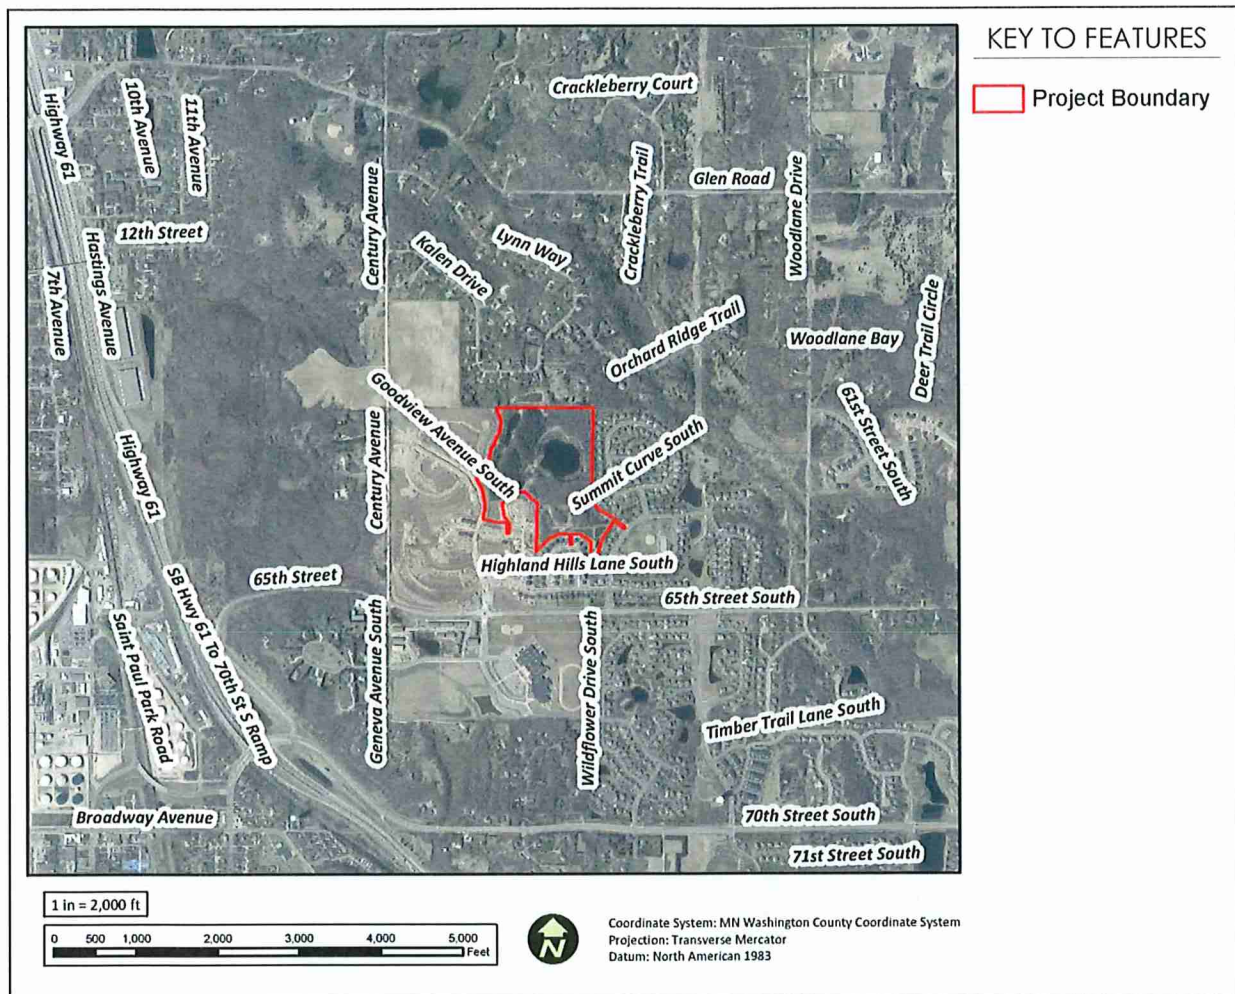 KEY TO FEATURES
Project Boundary
Crackleberry Court
Highway 61
10th Avenue
11th Avenue
Crackleberry Trail
Glen Road
Woodlane Drive
Century Avenue
12th Street
Hastings Avenue
7th Avenue
Kalen Drive
Lynn Way
Orchard Ridge Trail
Woodlane Bay
Deer Trail Circle
61st Street South
Goodview Avenue South
Summit Curve South
Century Avenue
Highway 61
Highland Hills Lane South
65th Street
65th Street South
SB Hwy 61 To 70th St S Ramp
Saint Paul Park Road
Geneva Avenue South
Wildflower Drive South
Timber Trail Lane South
Broadway Avenue
70th Street South
71st Street South
1 in = 2,000 ft
0 500 1,000 2,000 3,000 4,000 5,000
Feet
N
Coordinate System: MN Washington County Coordinate System
Projection: Transverse Mercator
Datum: North American 1983